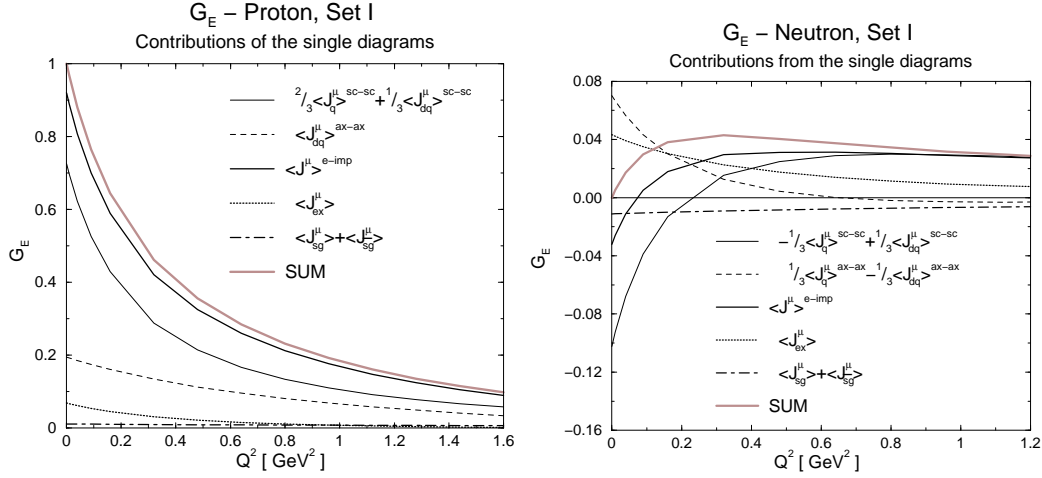 G_E – Proton, Set I
Contributions of the single diagrams
1
0.8
0.6
0.4
0.2
0
G_E
²/₃<J_q^μ>^sc–sc+¹/₃<J_dq^μ>^sc–sc
<J_dq^μ>^ax–ax
<J^μ>^e–imp
<J_ex^μ>
<J_sg^μ>+<J_s̅g̅^μ>
SUM
0 0.2 0.4 0.6 0.8 1 1.2 1.4 1.6
Q² [ GeV² ]
G_E – Neutron, Set I
Contributions from the single diagrams
0.08
0.04
0.00
−0.04
−0.08
−0.12
−0.16
G_E
−¹/₃<J_q^μ>^sc–sc+¹/₃<J_dq^μ>^sc–sc
¹/₃<J_q^μ>^ax–ax−¹/₃<J_dq^μ>^ax–ax
<J^μ>^e–imp
<J_ex^μ>
<J_sg^μ>+<J_s̅g̅^μ>
SUM
0 0.2 0.4 0.6 0.8 1 1.2
Q² [ GeV² ]